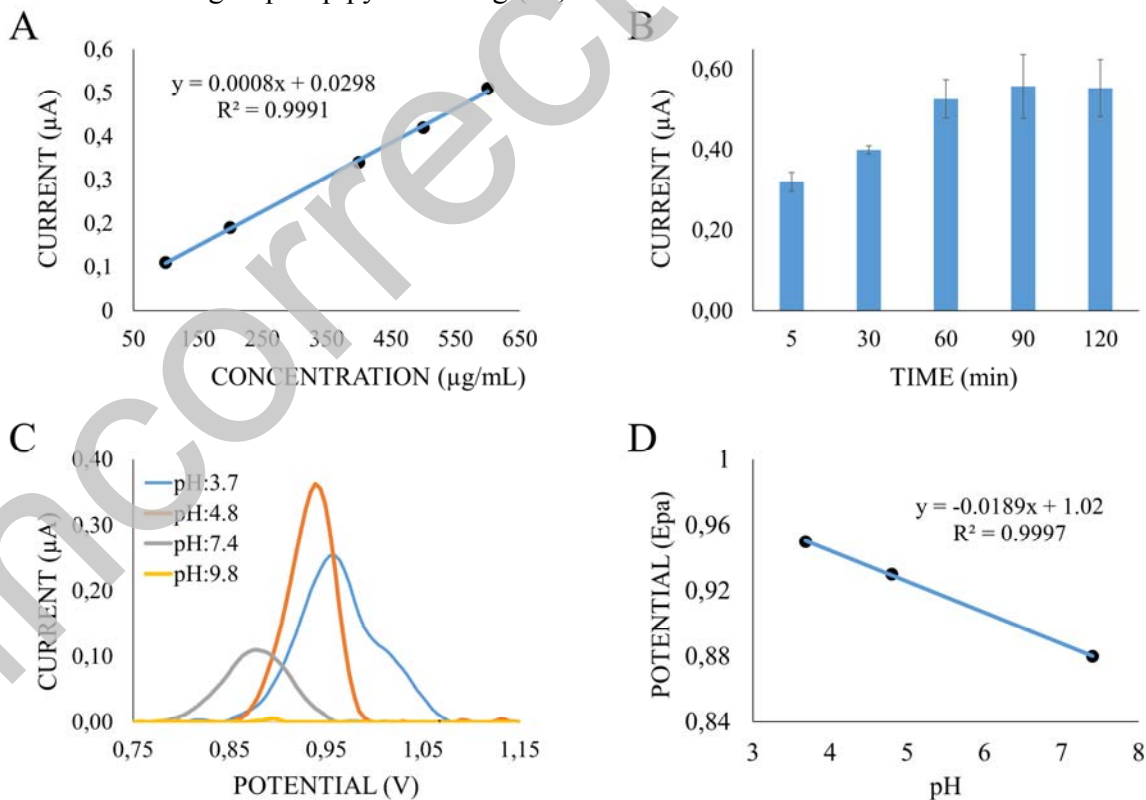 A
0,6
0,5
0,4
0,3
0,2
0,1
0
y = 0.0008x + 0.0298
R² = 0.9991
CURRENT (µA)
50 150 250 350 450 550 650
CONCENTRATION (µg/mL)
B
0,60
0,40
0,20
0,00
CURRENT (µA)
5 30 60 90 120
TIME (min)
C
0,40
0,30
0,20
0,10
0,00
CURRENT (µA)
pH:3.7
pH:4.8
pH:7.4
pH:9.8
0,75 0,85 0,95 1,05 1,15
POTENTIAL (V)
D
1
0,96
0,92
0,88
0,84
POTENTIAL (Epa)
y = -0.0189x + 1.02
R² = 0.9997
3 4 5 6 7 8
pH